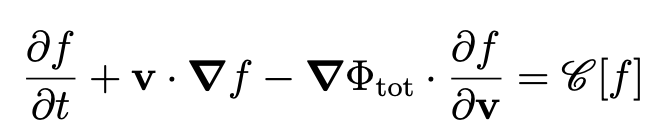 ∂f/∂t + v · ∇f − ∇Φ_tot · ∂f/∂v = 𝒞[f]